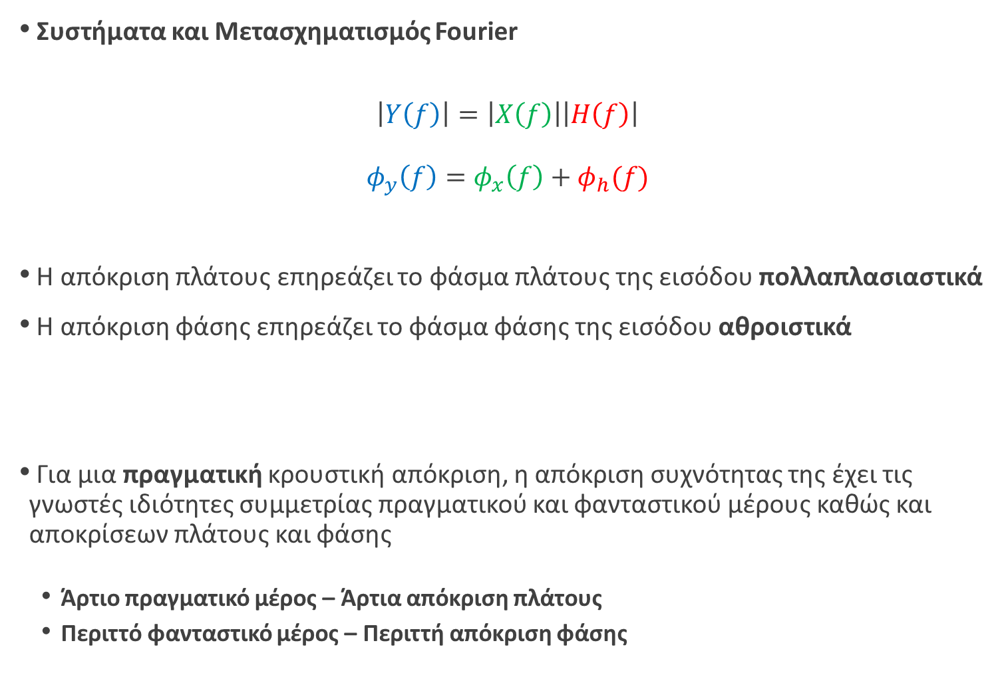 • Συστήματα και Μετασχηματισμός Fourier
|Y(f)| = |X(f)||H(f)|
ϕ_y(f) = ϕ_x(f) + ϕ_h(f)
• Η απόκριση πλάτους επηρεάζει το φάσμα πλάτους της εισόδου πολλαπλασιαστικά
• Η απόκριση φάσης επηρεάζει το φάσμα φάσης της εισόδου αθροιστικά
• Για μια πραγματική κρουστική απόκριση, η απόκριση συχνότητας της έχει τις
γνωστές ιδιότητες συμμετρίας πραγματικού και φανταστικού μέρους καθώς και
αποκρίσεων πλάτους και φάσης
• Άρτιο πραγματικό μέρος – Άρτια απόκριση πλάτους
• Περιττό φανταστικό μέρος – Περιττή απόκριση φάσης